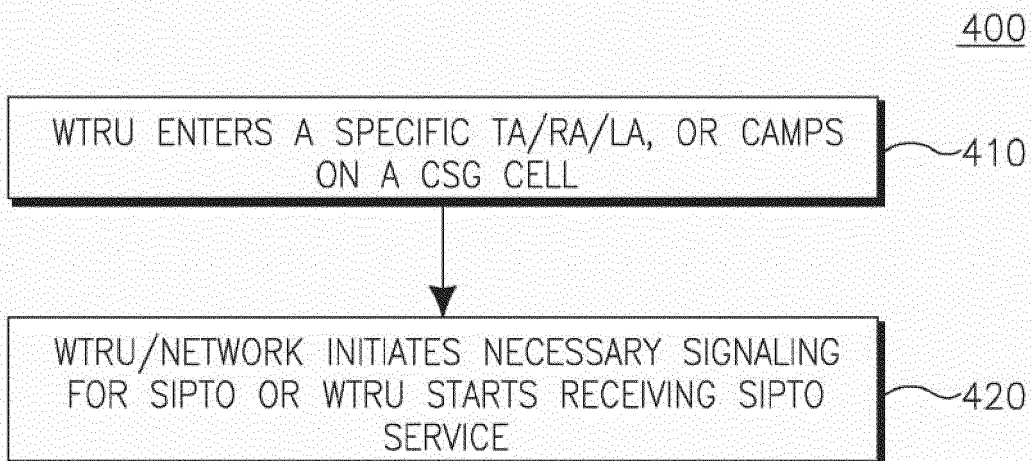 400
WTRU ENTERS A SPECIFIC TA/RA/LA, OR CAMPS
ON A CSG CELL
410
WTRU/NETWORK INITIATES NECESSARY SIGNALING
FOR SIPTO OR WTRU STARTS RECEIVING SIPTO
SERVICE
420